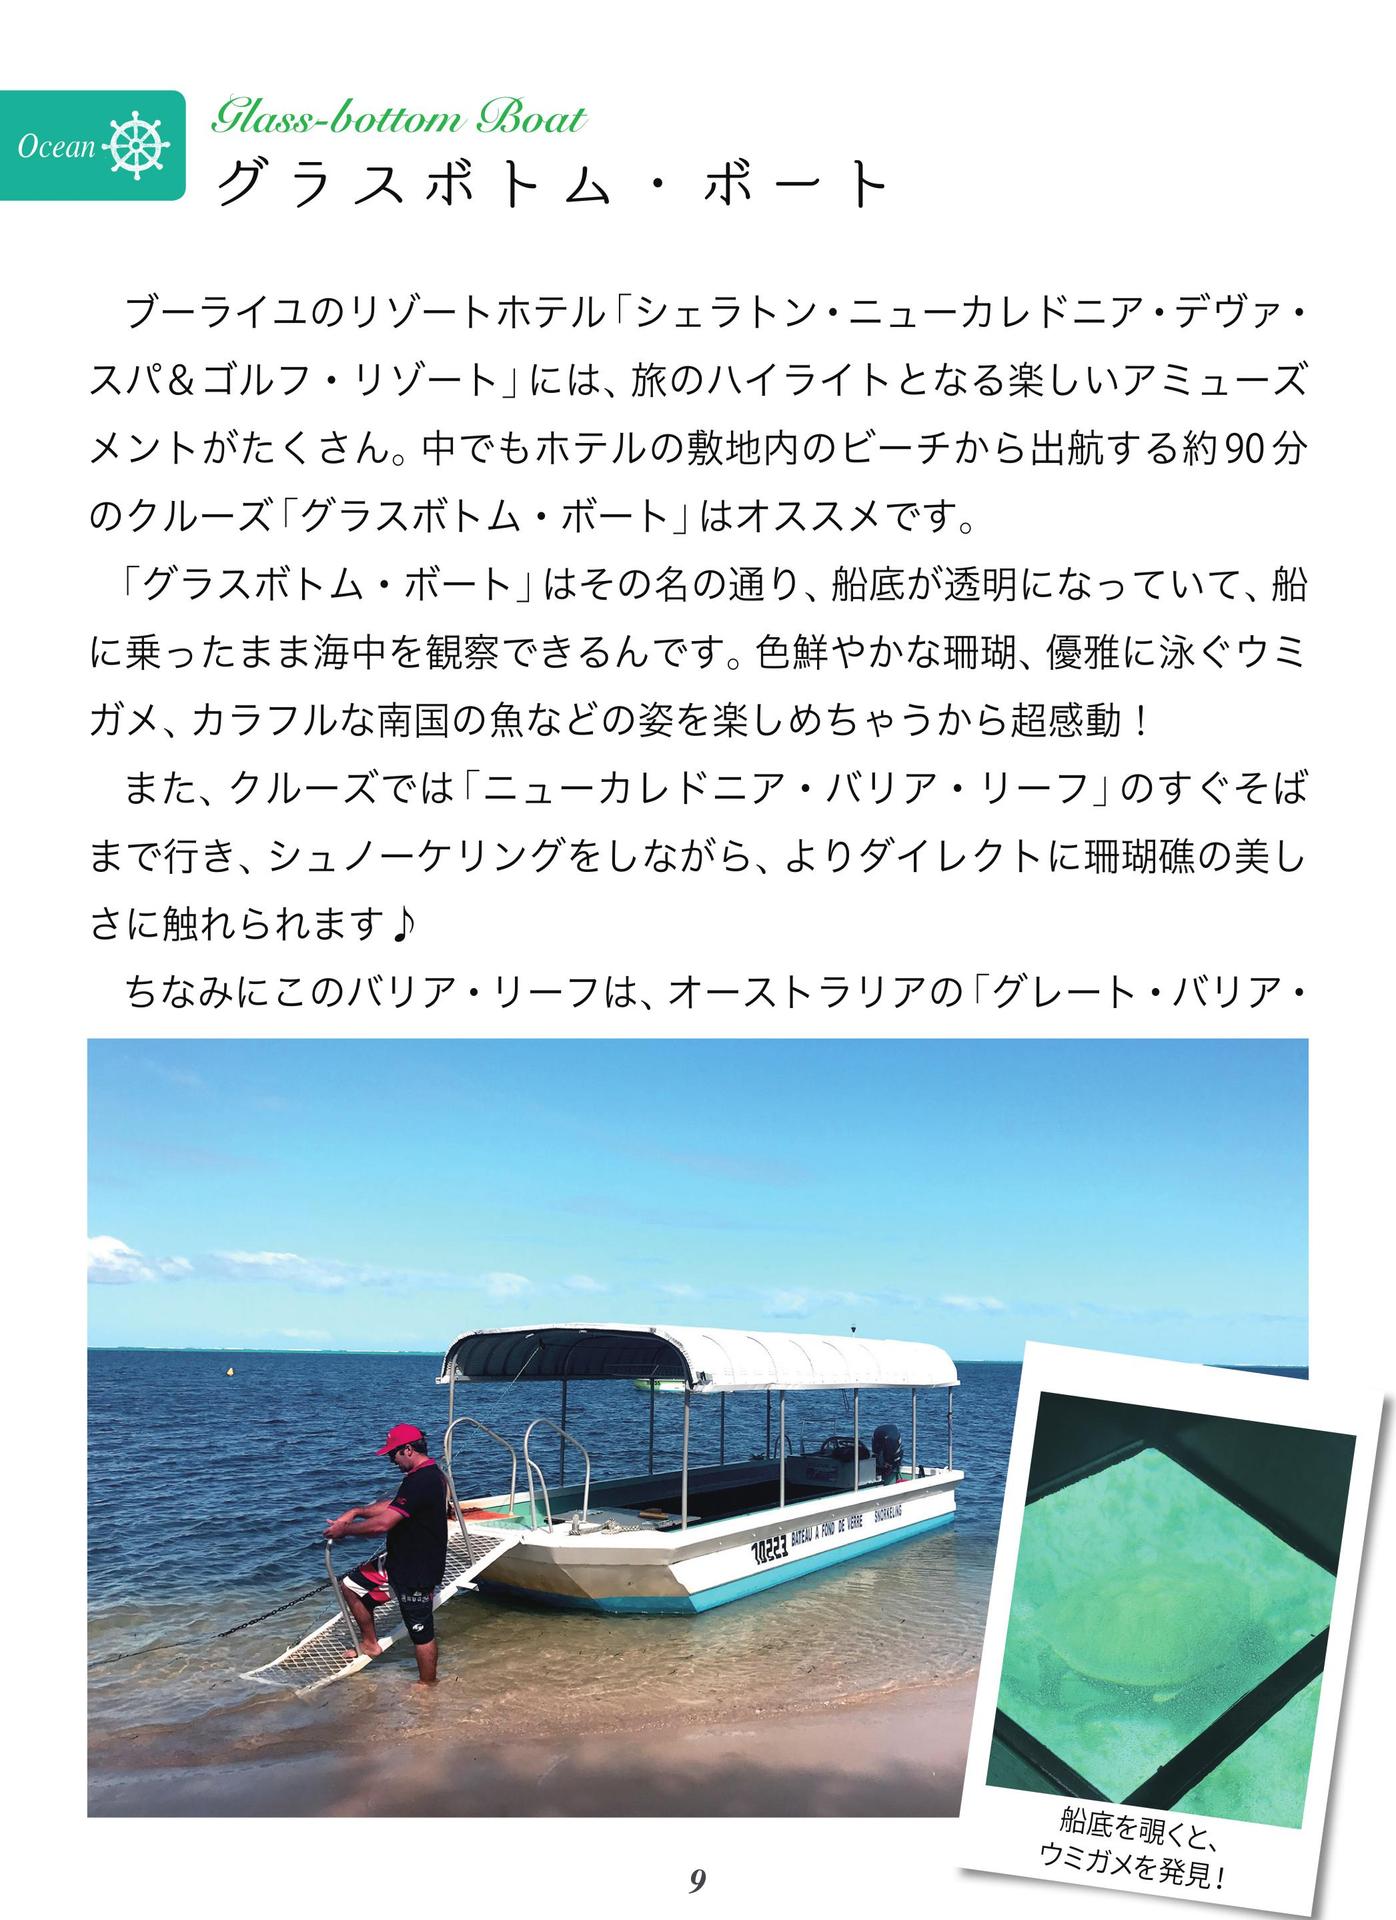 Ocean
Glass-bottom Boat
グラスボトム・ボート
ブーライユのリゾートホテル「シェラトン・ニューカレドニア・デヴァ・
スパ&ゴルフ・リゾート」には、旅のハイライトとなる楽しいアミューズ
メントがたくさん。中でもホテルの敷地内のビーチから出航する約90分
のクルーズ「グラスボトム・ボート」はオススメです。
「グラスボトム・ボート」はその名の通り、船底が透明になっていて、船
に乗ったまま海中を観察できるんです。色鮮やかな珊瑚、優雅に泳ぐウミ
ガメ、カラフルな南国の魚などの姿を楽しめちゃうから超感動！
また、クルーズでは「ニューカレドニア・バリア・リーフ」のすぐそば
まで行き、シュノーケリングをしながら、よりダイレクトに珊瑚礁の美し
さに触れられます♪
ちなみにこのバリア・リーフは、オーストラリアの「グレート・バリア・
10223 BATEAU A FOND DE VERRE SNORKELING
船底を覗くと、
ウミガメを発見！
9